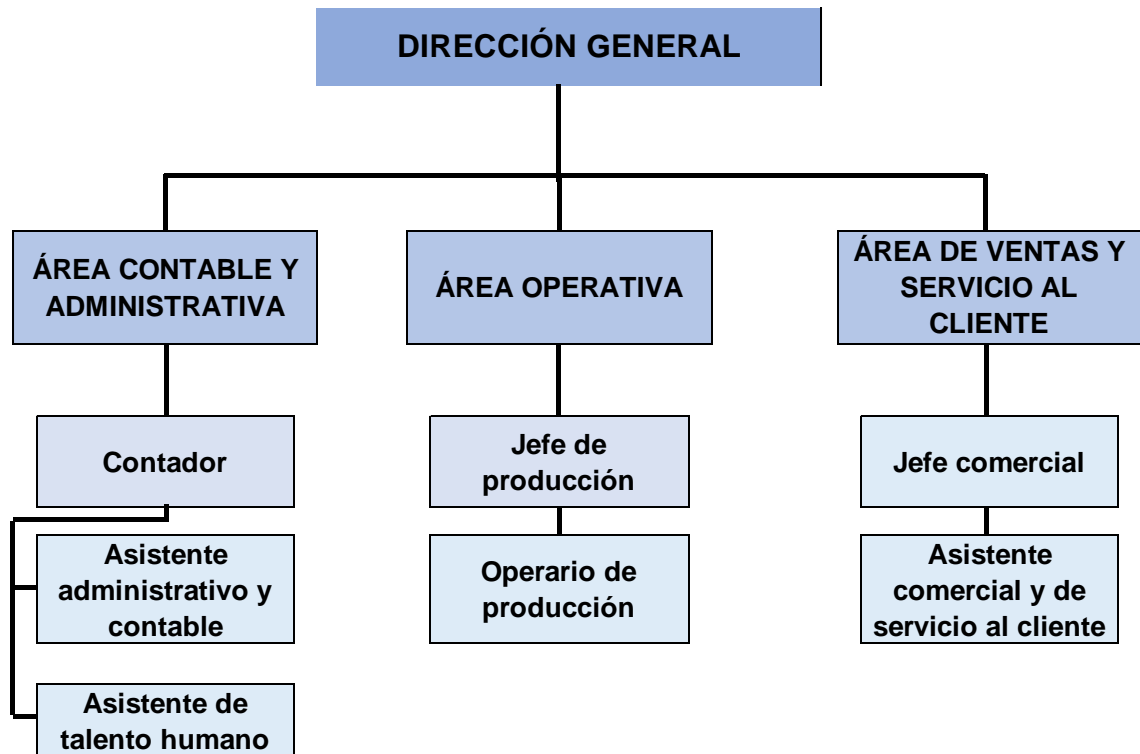 DIRECCIÓN GENERAL
ÁREA CONTABLE Y
ADMINISTRATIVA
ÁREA OPERATIVA
ÁREA DE VENTAS Y
SERVICIO AL
CLIENTE
Contador
Jefe de
producción
Jefe comercial
Asistente
administrativo y
contable
Operario de
producción
Asistente
comercial y de
servicio al cliente
Asistente de
talento humano